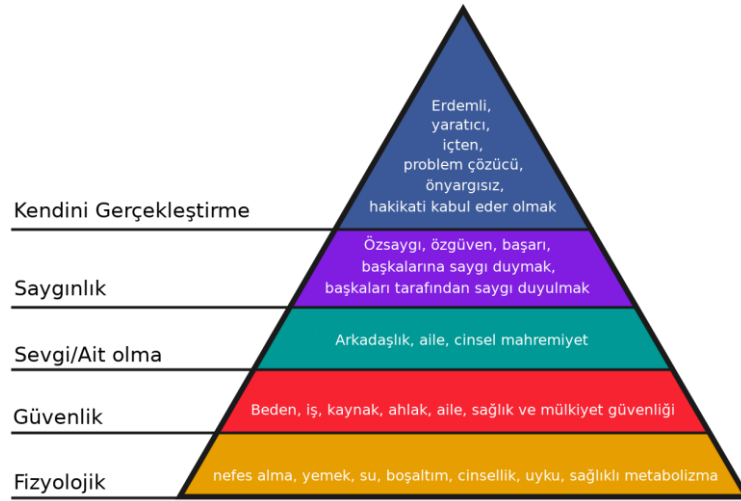 Erdemli,
yaratıcı,
içten,
problem çözücü,
önyargısız,
hakikati kabul eder olmak
Kendini Gerçekleştirme
Özsaygı, özgüven, başarı,
başkalarına saygı duymak,
başkaları tarafından saygı duyulmak
Saygınlık
Arkadaşlık, aile, cinsel mahremiyet
Sevgi/Ait olma
Beden, iş, kaynak, ahlak, aile, sağlık ve mülkiyet güvenliği
Güvenlik
nefes alma, yemek, su, boşaltım, cinsellik, uyku, sağlıklı metabolizma
Fizyolojik